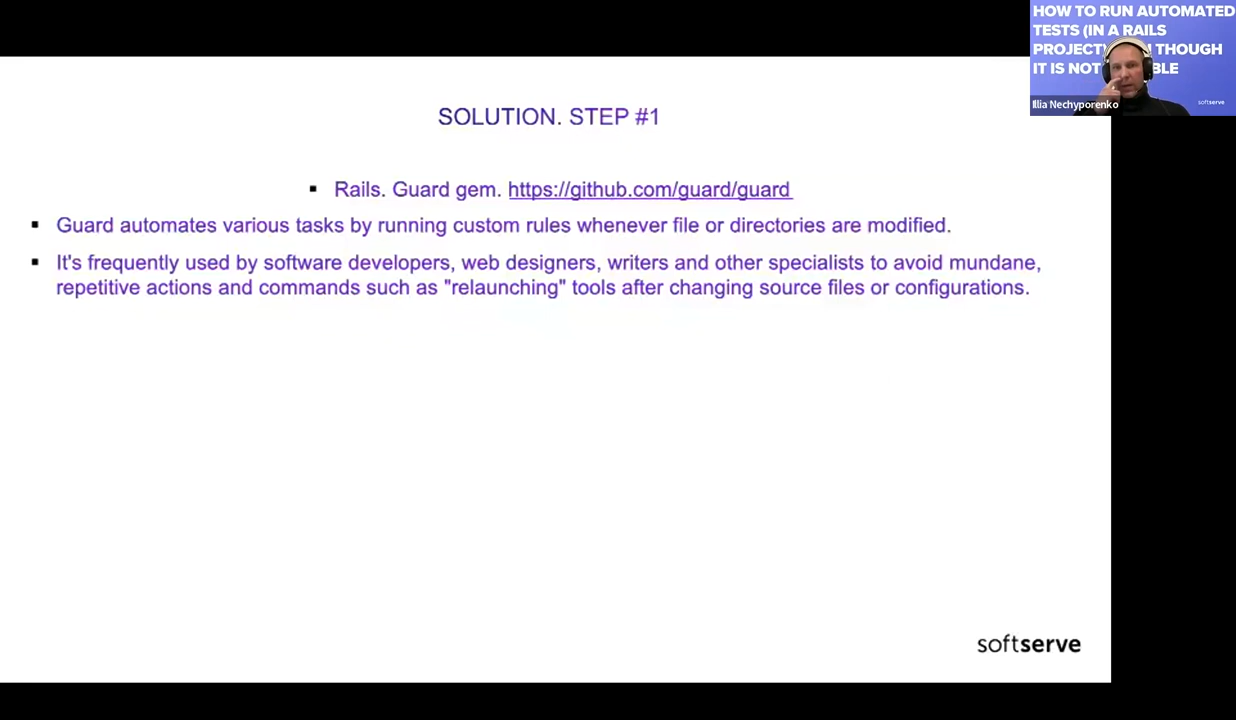 HOW TO RUN AUTOMATED
TESTS (IN A RAILS
PROJECT THOUGH
IT IS NOT BLE
Illia Nechyporenko
softserve
SOLUTION. STEP #1
▪ Rails. Guard gem. https://github.com/guard/guard
▪ Guard automates various tasks by running custom rules whenever file or directories are modified.
▪ It's frequently used by software developers, web designers, writers and other specialists to avoid mundane,
repetitive actions and commands such as "relaunching" tools after changing source files or configurations.
softserve